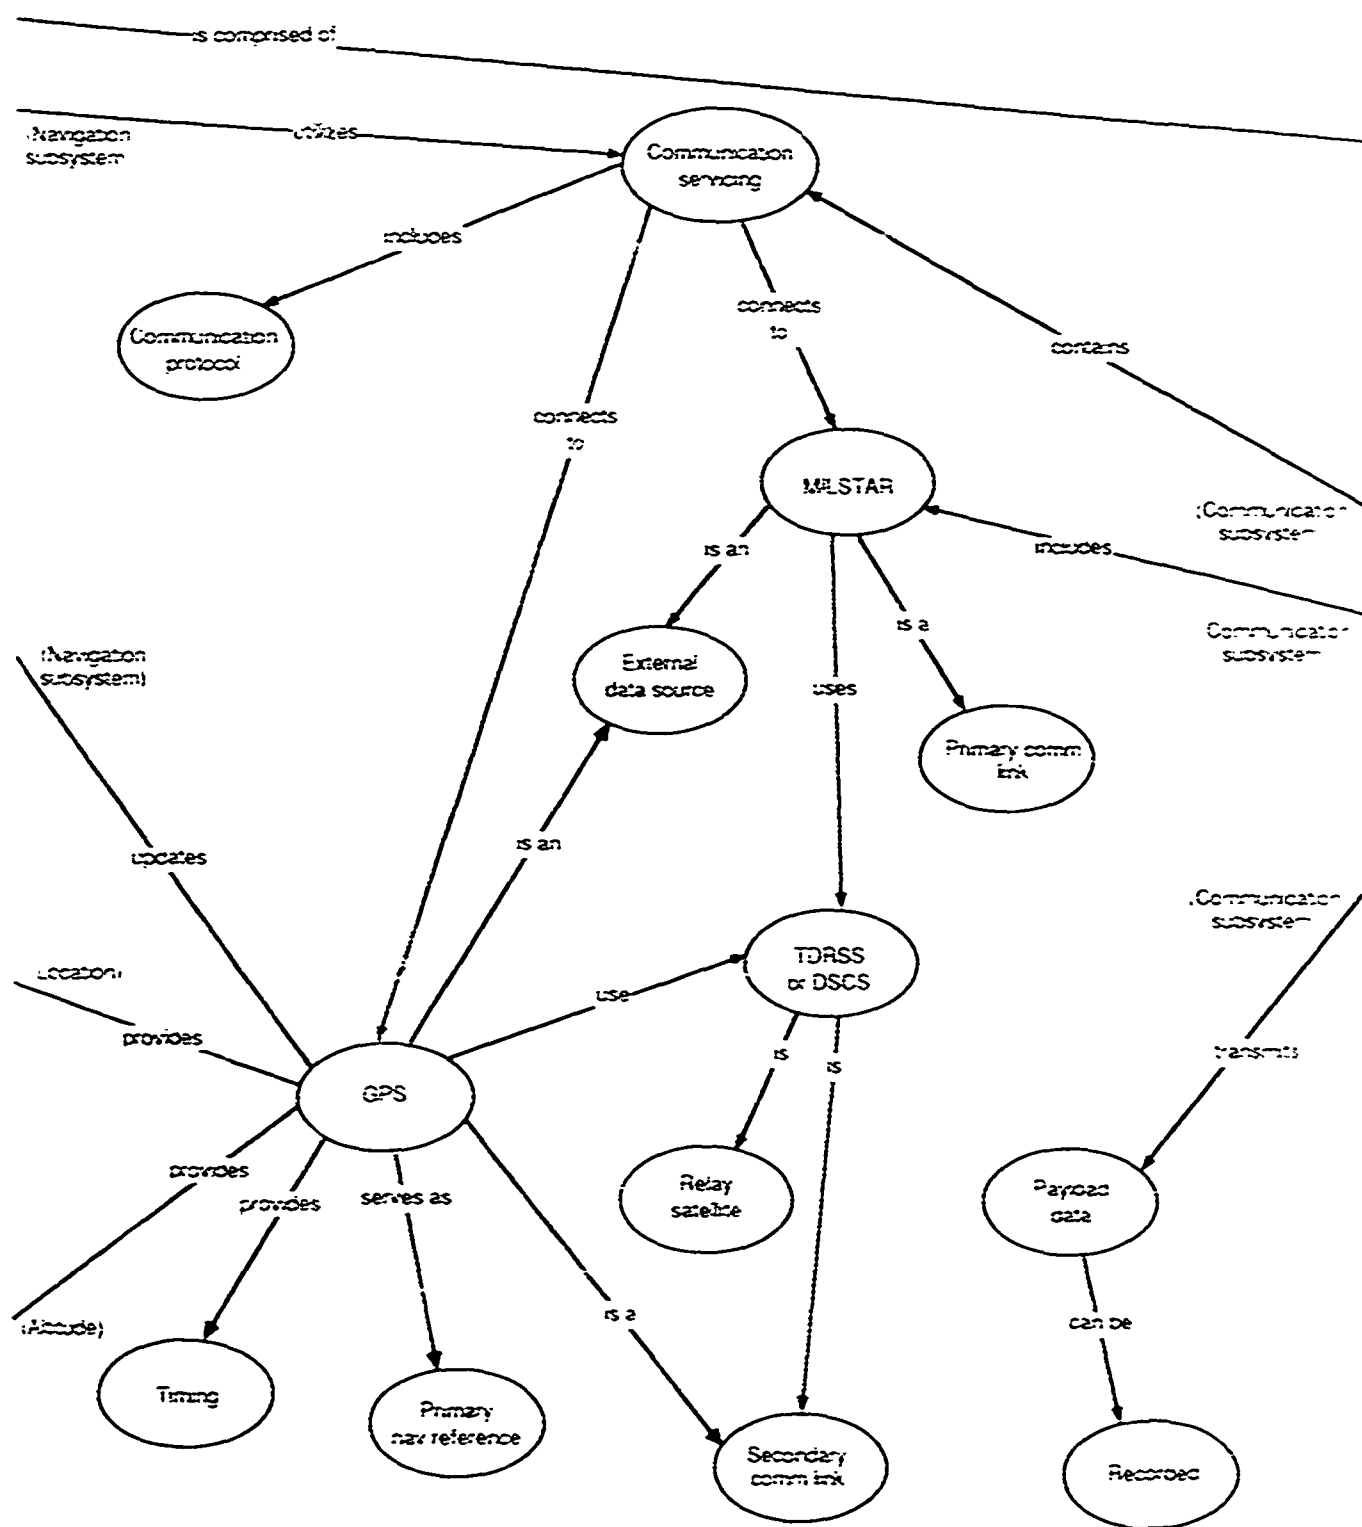 is comprised of
(Navigation
subsystem
utilizes
Communication
servicing
includes
connects
to
Communication
protocol
contains
connects
to
MILSTAR
(Communication
subsystem
is an
includes
is a
Communication
subsystem
(Navigation
subsystem)
External
data source
uses
Primary comm
link
is an
updates
(Communication
subsystem
TDRSS
or DSCS
Location)
use
provides
is
is
transmits
GPS
provides
provides
serves as
Relay
satellite
Payload
data
is a
can be
(Altitude)
Timing
Primary
nav reference
Secondary
comm link
Recorded